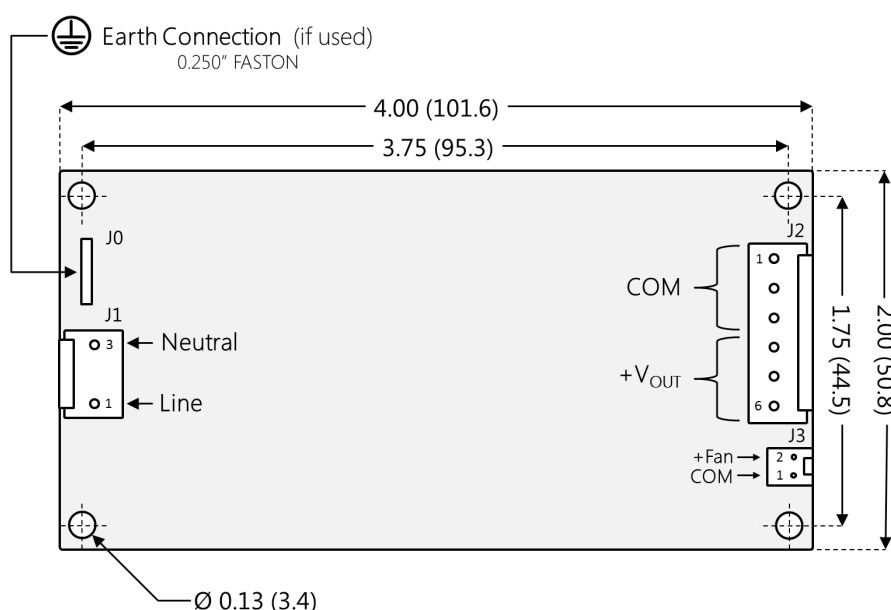 Earth Connection (if used)
0.250" FASTON
4.00 (101.6)
3.75 (95.3)
J0
J2
1
COM
J1
3
Neutral
+VOUT
1.75 (44.5)
2.00 (50.8)
1
Line
6
J3
+Fan
2
COM
1
Ø 0.13 (3.4)